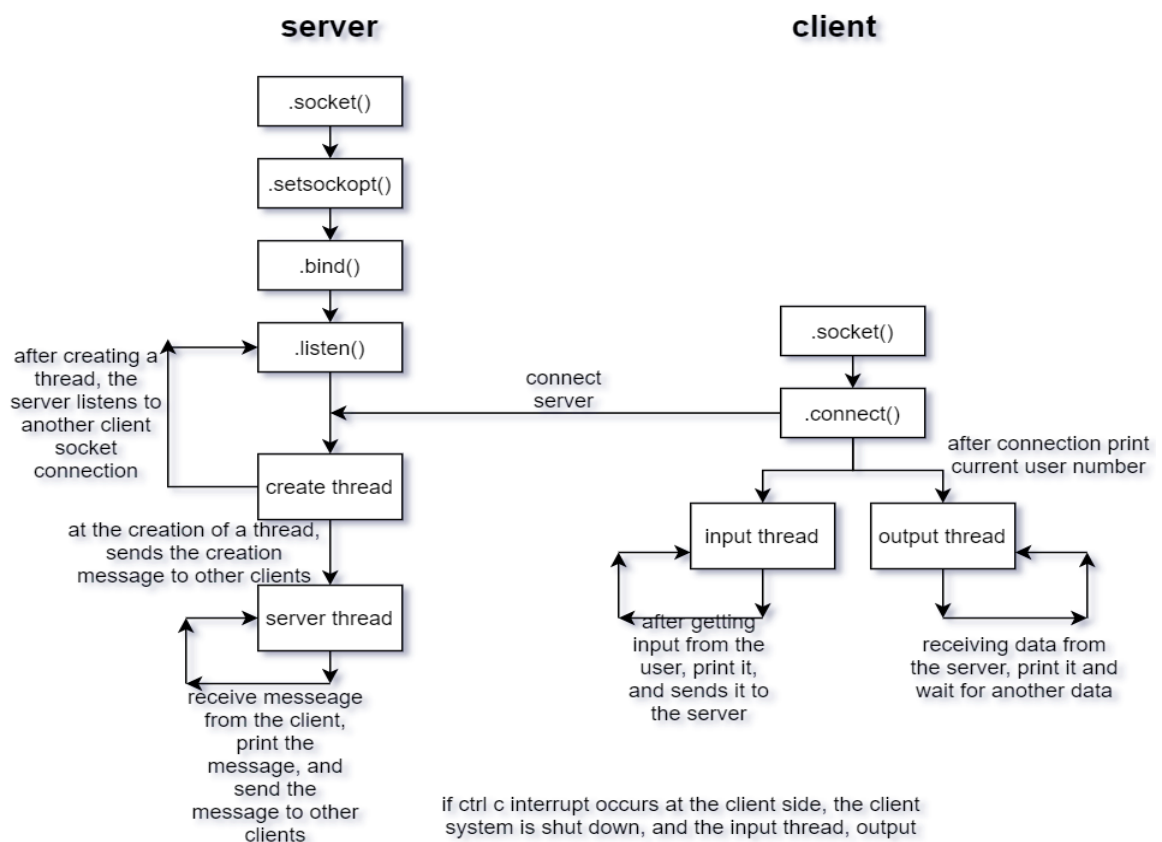 server
client
.socket()
.setsockopt()
.bind()
.listen()
after creating a
thread, the
server listens to
another client
socket
connection
create thread
at the creation of a thread,
sends the creation
message to other clients
server thread
receive messeage
from the client,
print the
message, and
send the
message to other
clients
connect
server
.socket()
.connect()
after connection print
current user number
input thread
output thread
after getting
input from the
user, print it,
and sends it to
the server
receiving data from
the server, print it and
wait for another data
if ctrl c interrupt occurs at the client side, the client
system is shut down, and the input thread, output